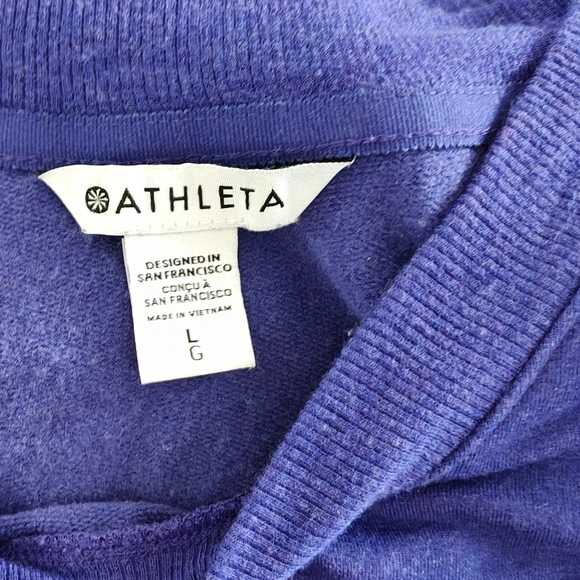 ATHLETA
DESIGNED IN
SAN FRANCISCO
CONÇU À
SAN FRANCISCO
MADE IN VIETNAM
L
G